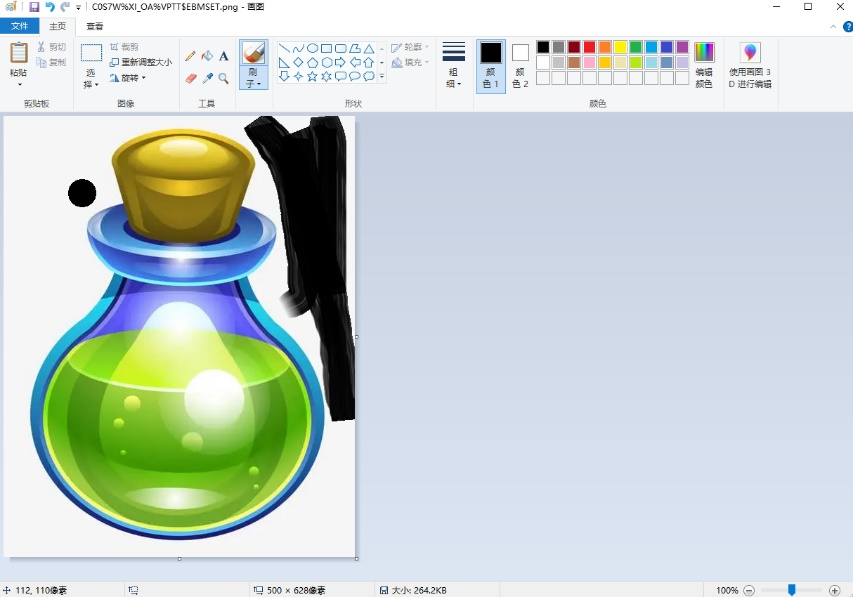 C0S7W%XI_OA%VPTT$EBMSET.png - 画图
文件 主页 查看
粘贴
剪切
复制
剪贴板
选择
裁剪
重新调整大小
旋转
图像
A
工具
刷子
轮廓
填充
形状
粗细
颜色 1
颜色 2
颜色
编辑颜色
使用画图 3D 进行编辑
112, 110像素
500 × 628像素
大小: 264.2KB
100%